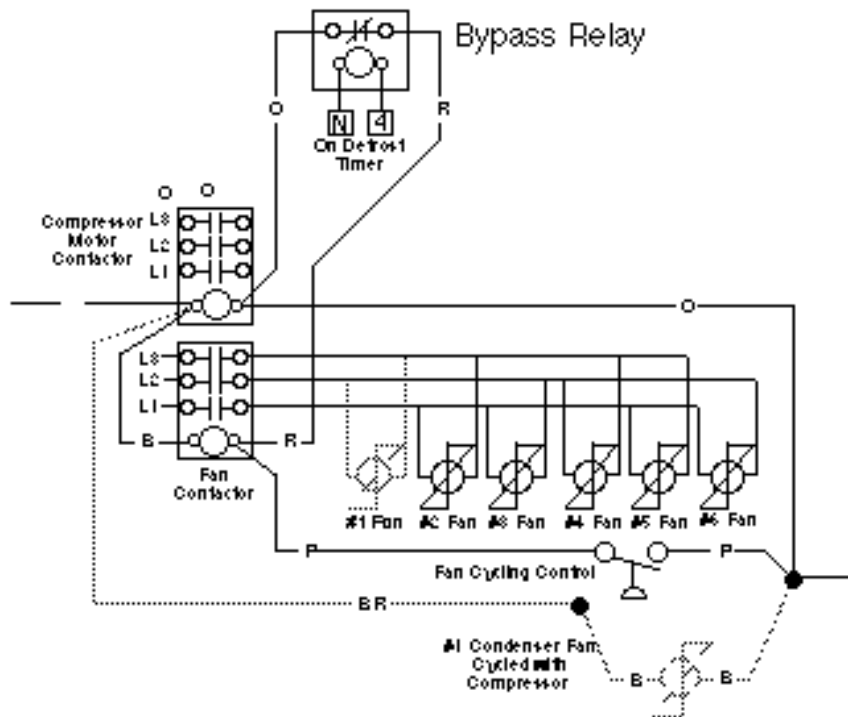 Bypass Relay
O
R
N 4
On Defrost
Timer
Compressor
Motor
Contactor
L3
L2
L1
O
L3
L2
L1
B
R
Fan
Contactor
#1 Fan
#2 Fan
#3 Fan
#4 Fan
#5 Fan
#6 Fan
P
P
Fan Cycling Control
BR
#1 Condenser Fan
Cycled with
Compressor
B
B